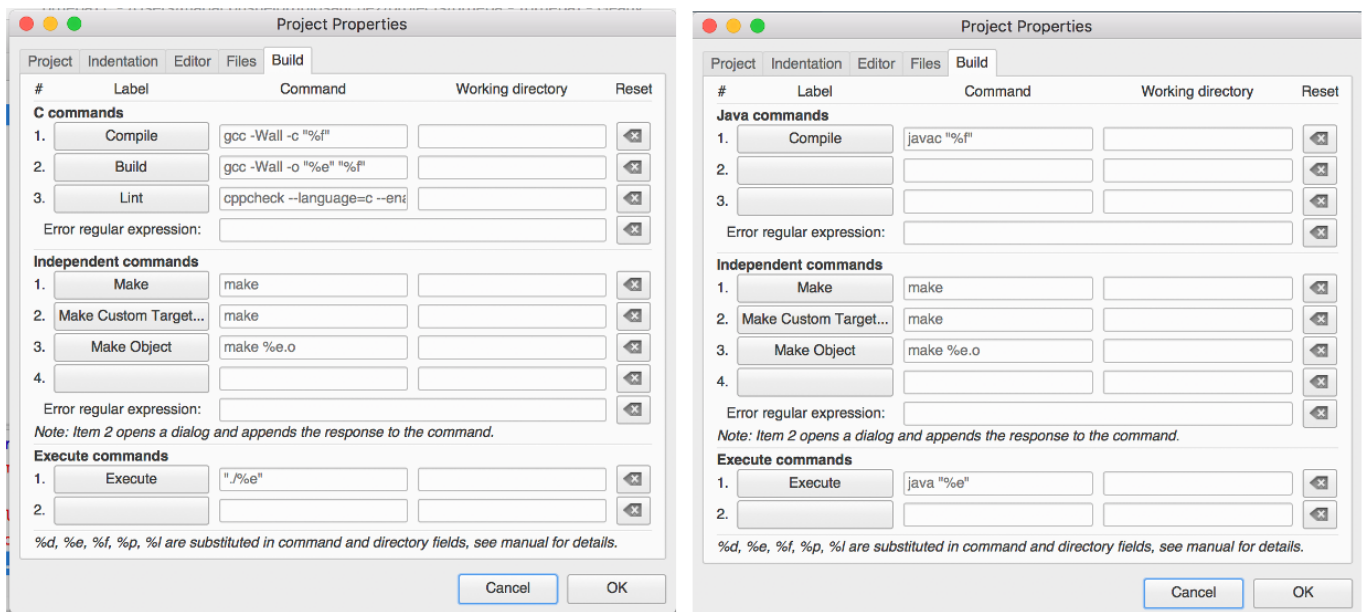 Project Properties
Project Indentation Editor Files Build
# Label Command Working directory Reset
C commands
1. Compile gcc -Wall -c "%f"
2. Build gcc -Wall -o "%e" "%f"
3. Lint cppcheck --language=c --ena
Error regular expression:
Independent commands
1. Make make
2. Make Custom Target... make
3. Make Object make %e.o
4.
Error regular expression:
Note: Item 2 opens a dialog and appends the response to the command.
Execute commands
1. Execute "./%e"
2.
%d, %e, %f, %p, %l are substituted in command and directory fields, see manual for details.
Cancel OK
Project Properties
Project Indentation Editor Files Build
# Label Command Working directory Reset
Java commands
1. Compile javac "%f"
2.
3.
Error regular expression:
Independent commands
1. Make make
2. Make Custom Target... make
3. Make Object make %e.o
4.
Error regular expression:
Note: Item 2 opens a dialog and appends the response to the command.
Execute commands
1. Execute java "%e"
2.
%d, %e, %f, %p, %l are substituted in command and directory fields, see manual for details.
Cancel OK